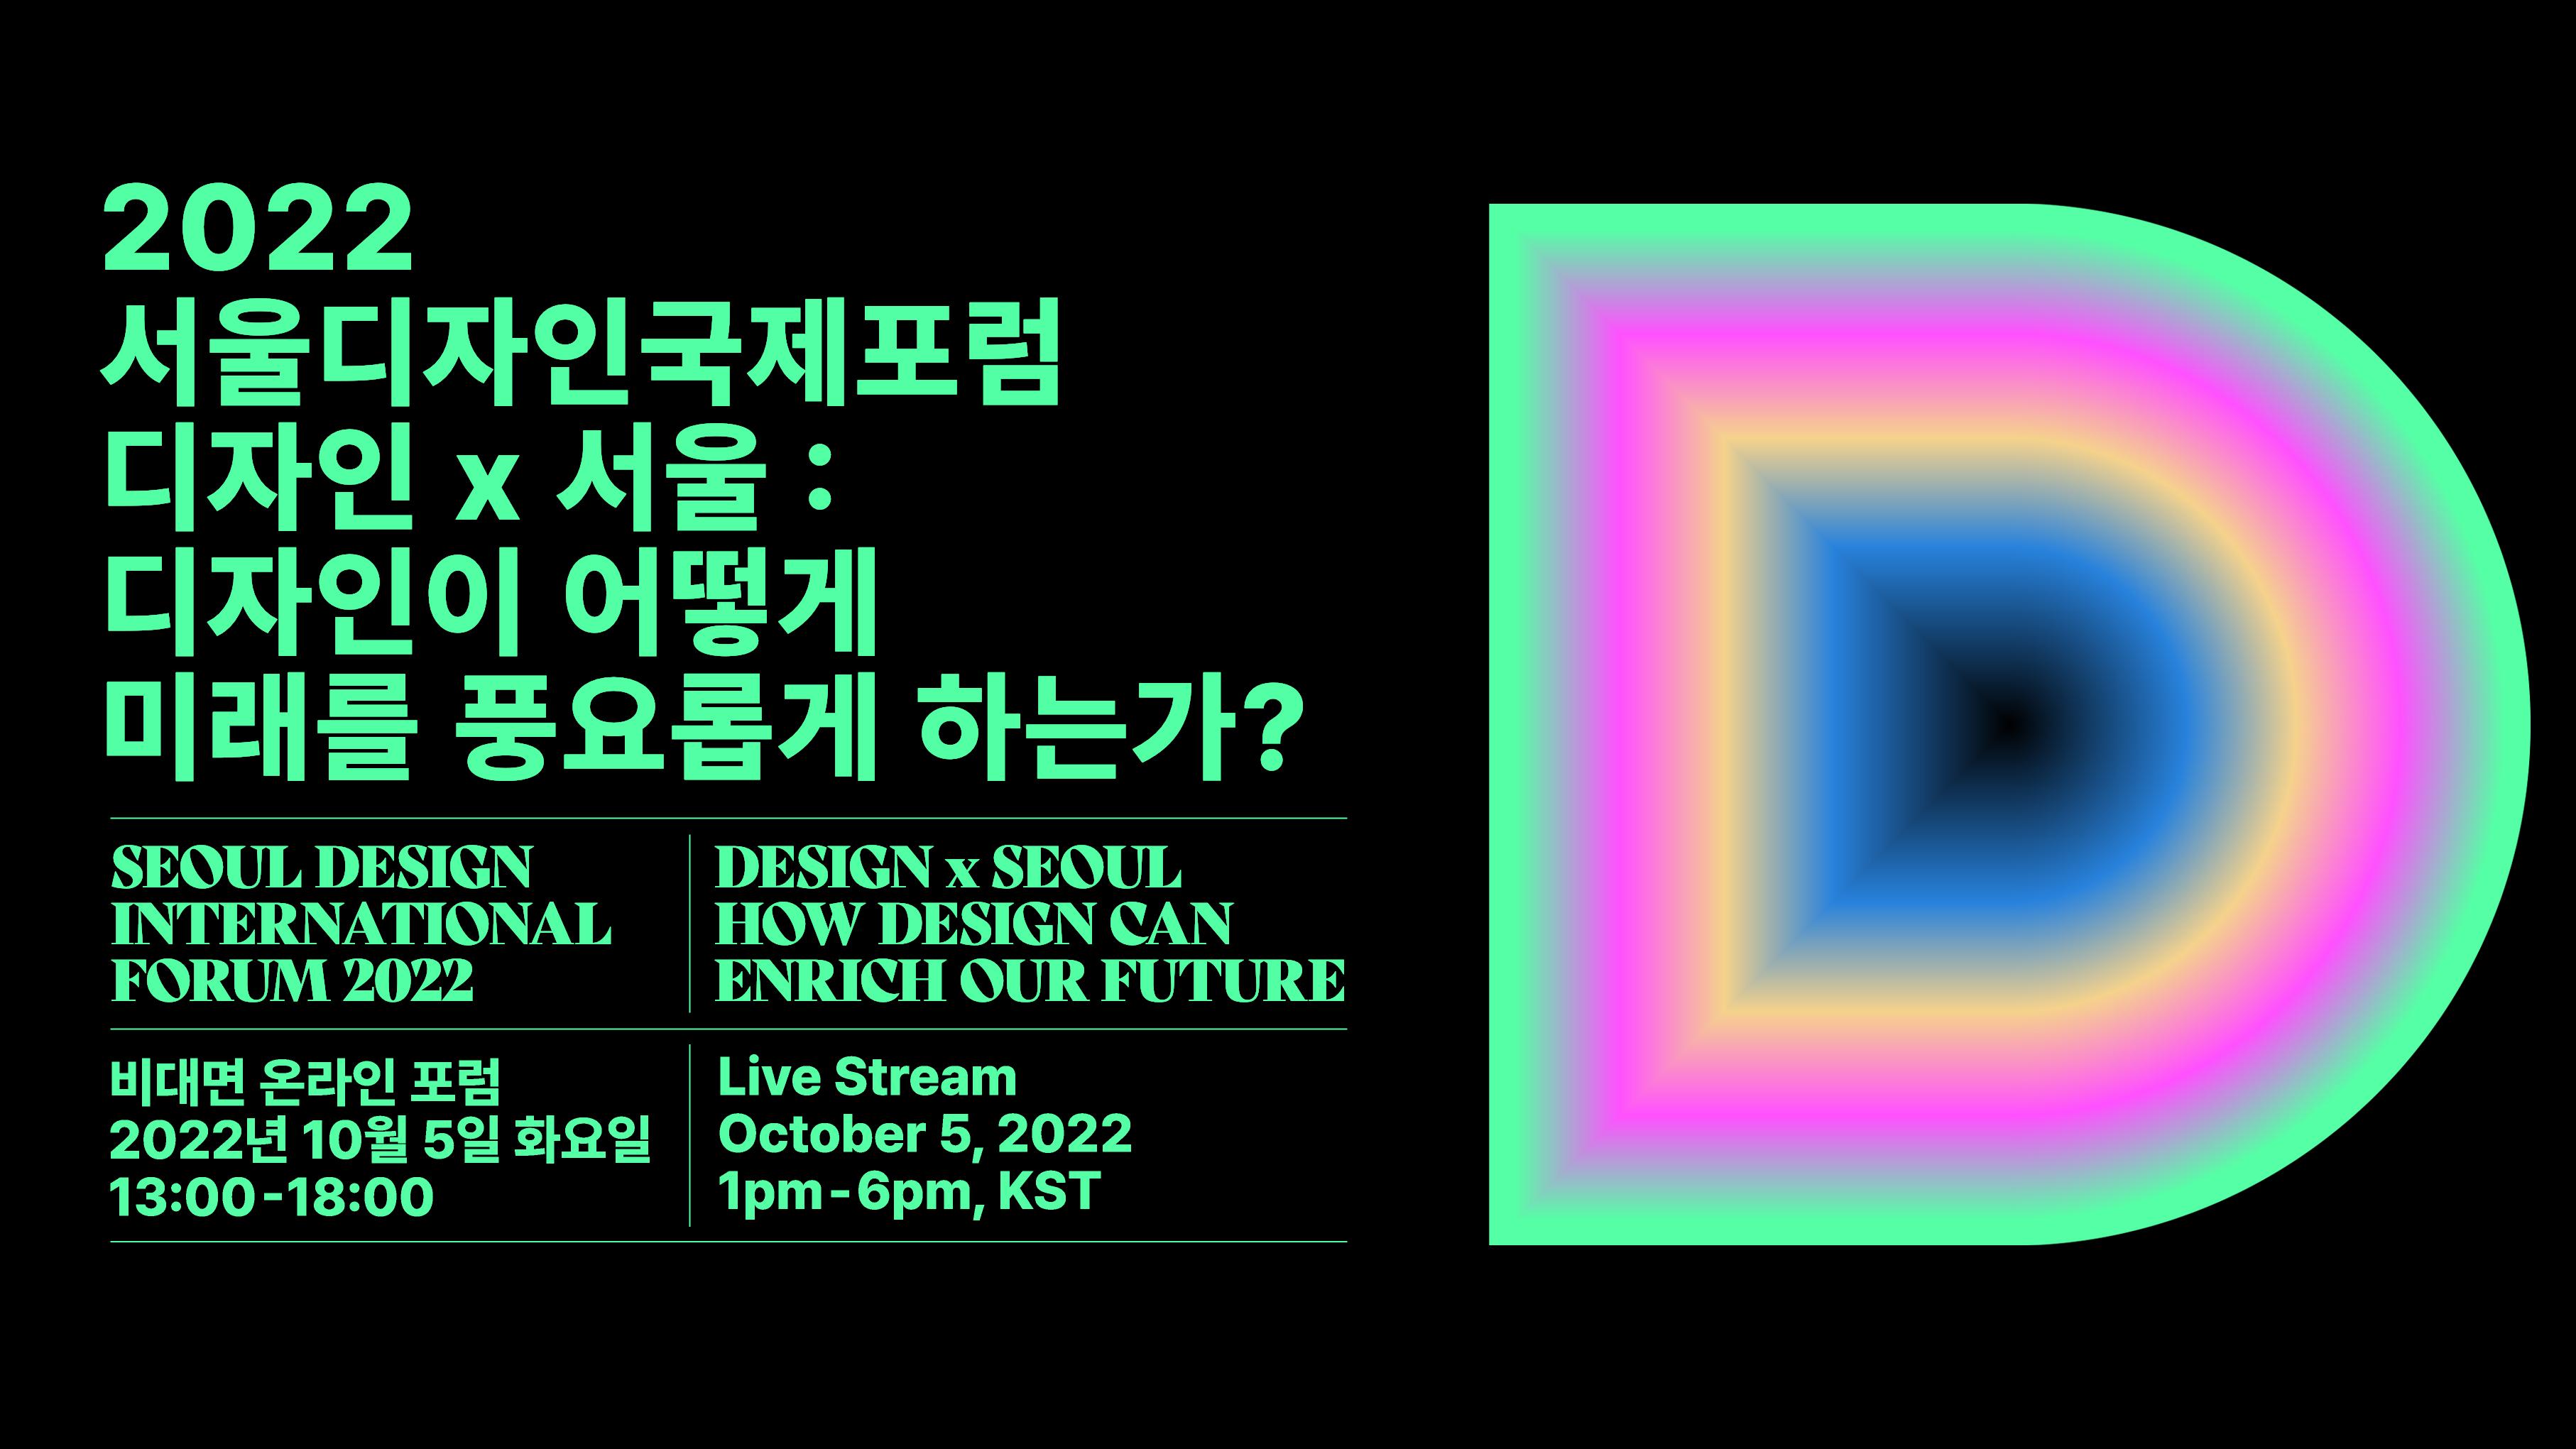 2022
서울디자인국제포럼
디자인 x 서울 :
디자인이 어떻게
미래를 풍요롭게 하는가?
SEOUL DESIGN
INTERNATIONAL
FORUM 2022
DESIGN x SEOUL
HOW DESIGN CAN
ENRICH OUR FUTURE
비대면 온라인 포럼
2022년 10월 5일 화요일
13:00-18:00
Live Stream
October 5, 2022
1pm-6pm, KST